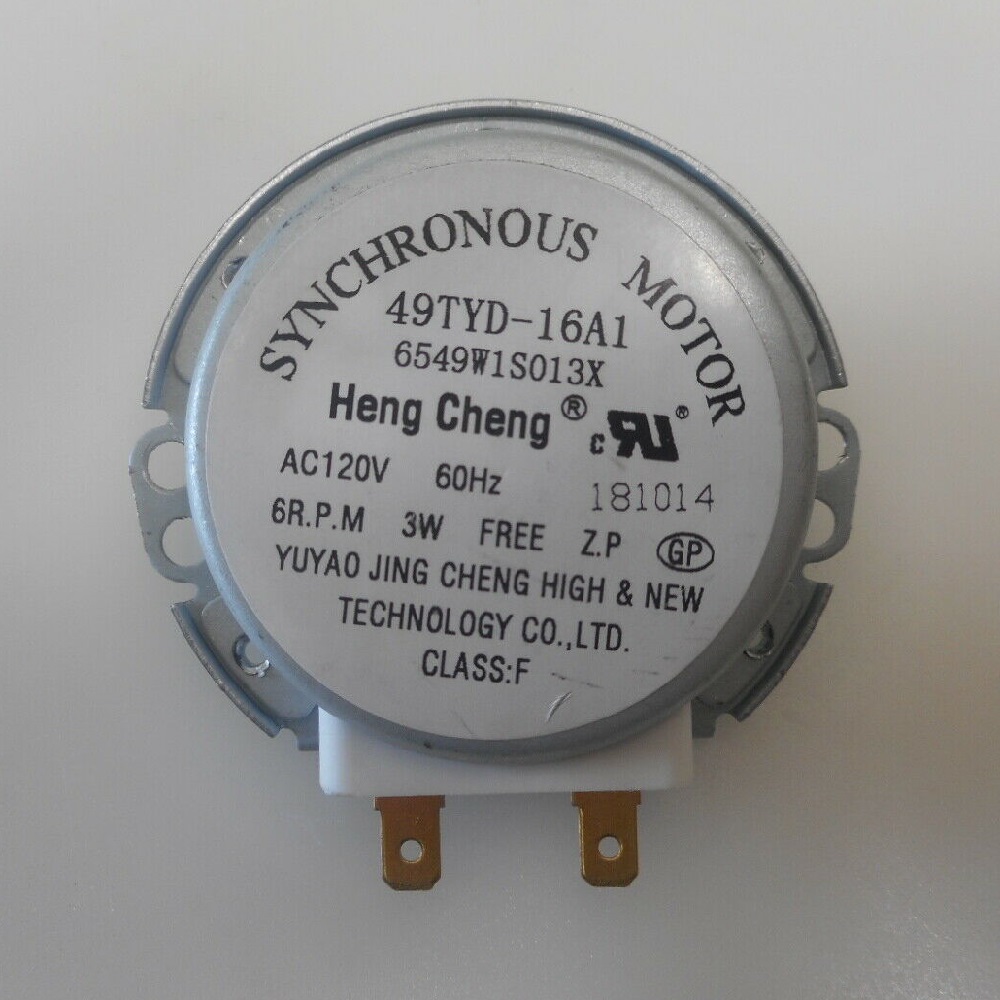 SYNCHRONOUS MOTOR
49TYD-16A1
6549W1S013X
Heng Cheng ® c RU ®
AC120V 60Hz 181014
6R.P.M 3W FREE Z.P GP
YUYAO JING CHENG HIGH & NEW
TECHNOLOGY CO.,LTD.
CLASS:F